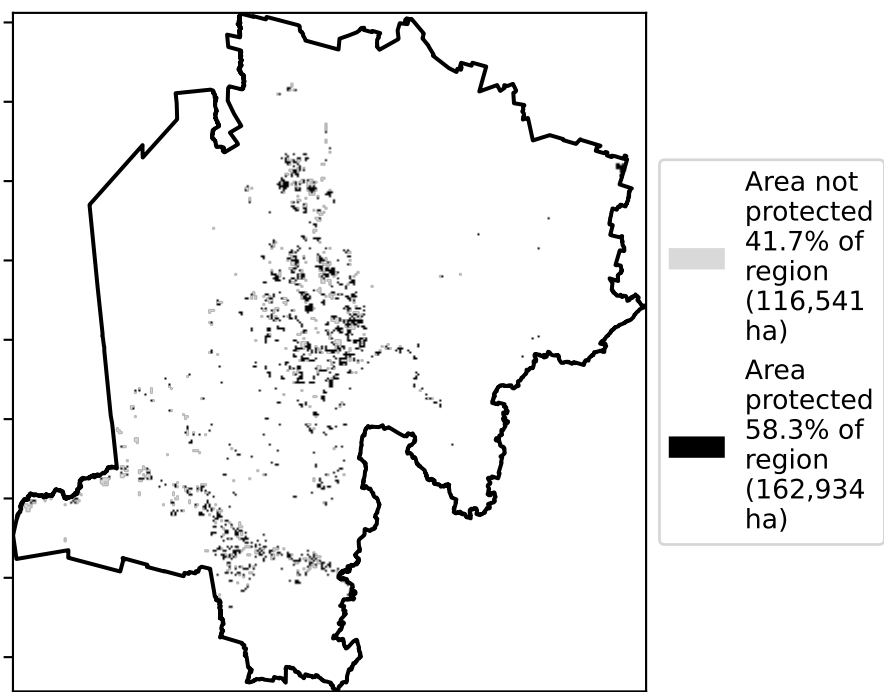 Area not
protected
41.7% of
region
(116,541
ha)
Area
protected
58.3% of
region
(162,934
ha)